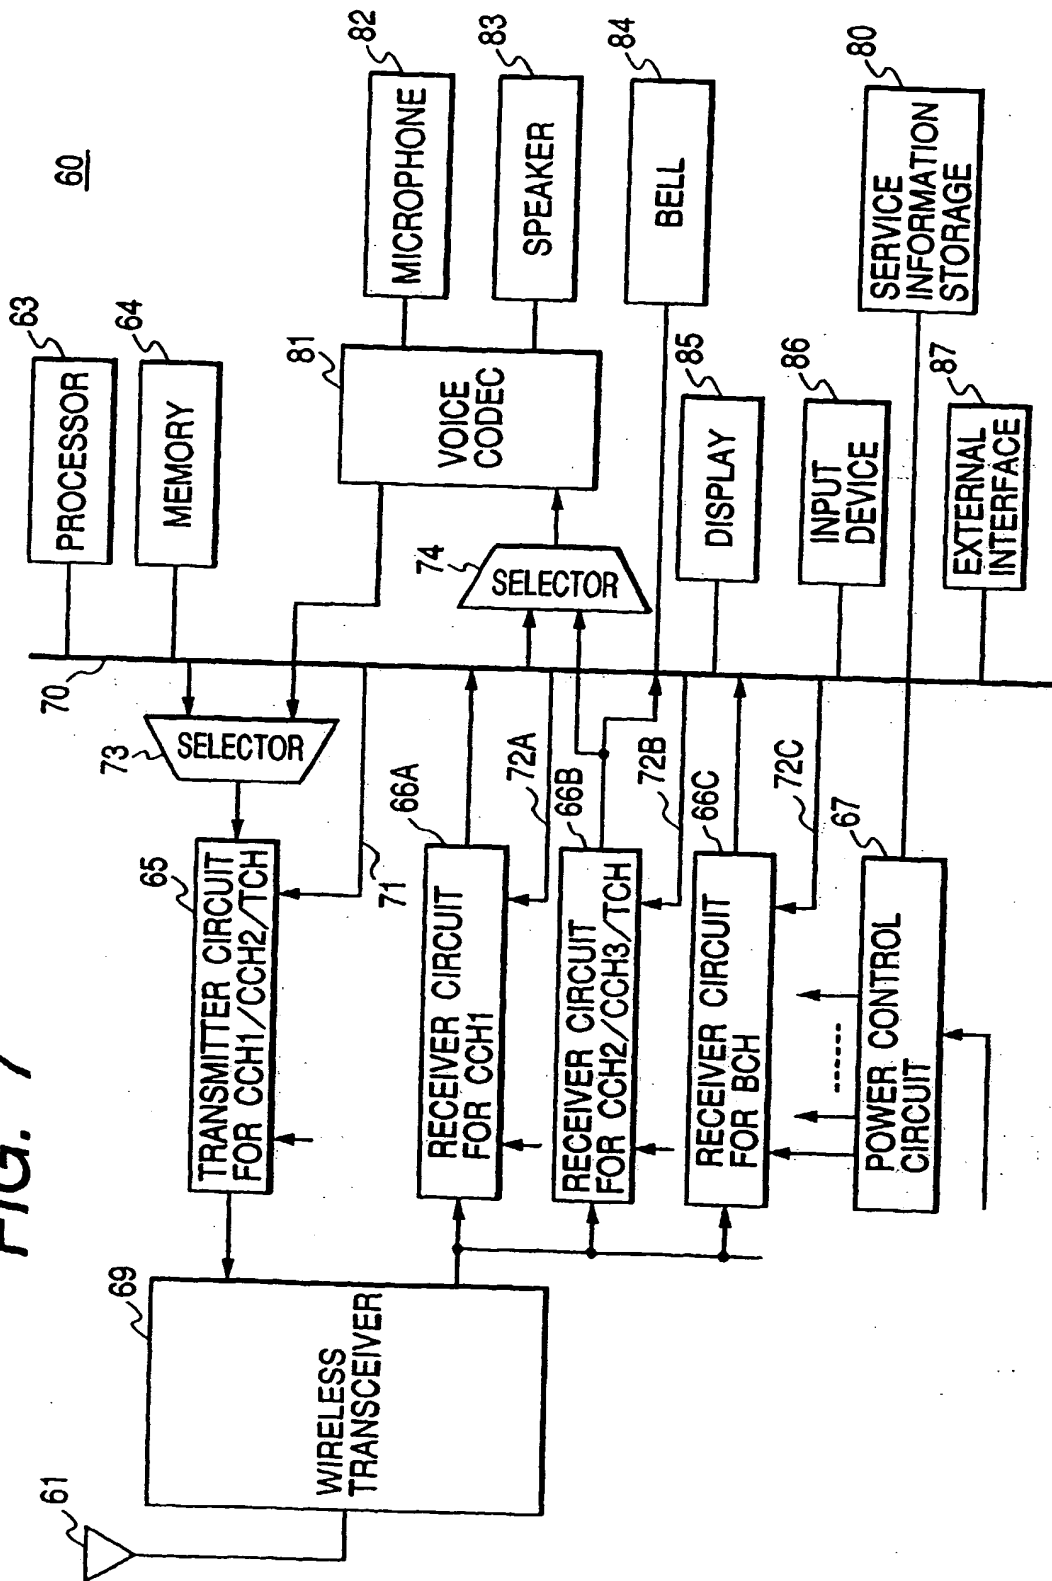 FIG. 7
60
61
69
WIRELESS
TRANSCEIVER
65
TRANSMITTER CIRCUIT
FOR CCH1/CCH2/TCH
71
73
SELECTOR
70
63
PROCESSOR
64
MEMORY
66A
RECEIVER CIRCUIT
FOR CCH1
72A
66B
RECEIVER CIRCUIT
FOR CCH2/CCH3/TCH
72B
66C
RECEIVER CIRCUIT
FOR BCH
72C
67
POWER CONTROL
CIRCUIT
74
SELECTOR
81
VOICE
CODEC
82
MICROPHONE
83
SPEAKER
84
BELL
85
DISPLAY
86
INPUT
DEVICE
87
EXTERNAL
INTERFACE
80
SERVICE
INFORMATION
STORAGE